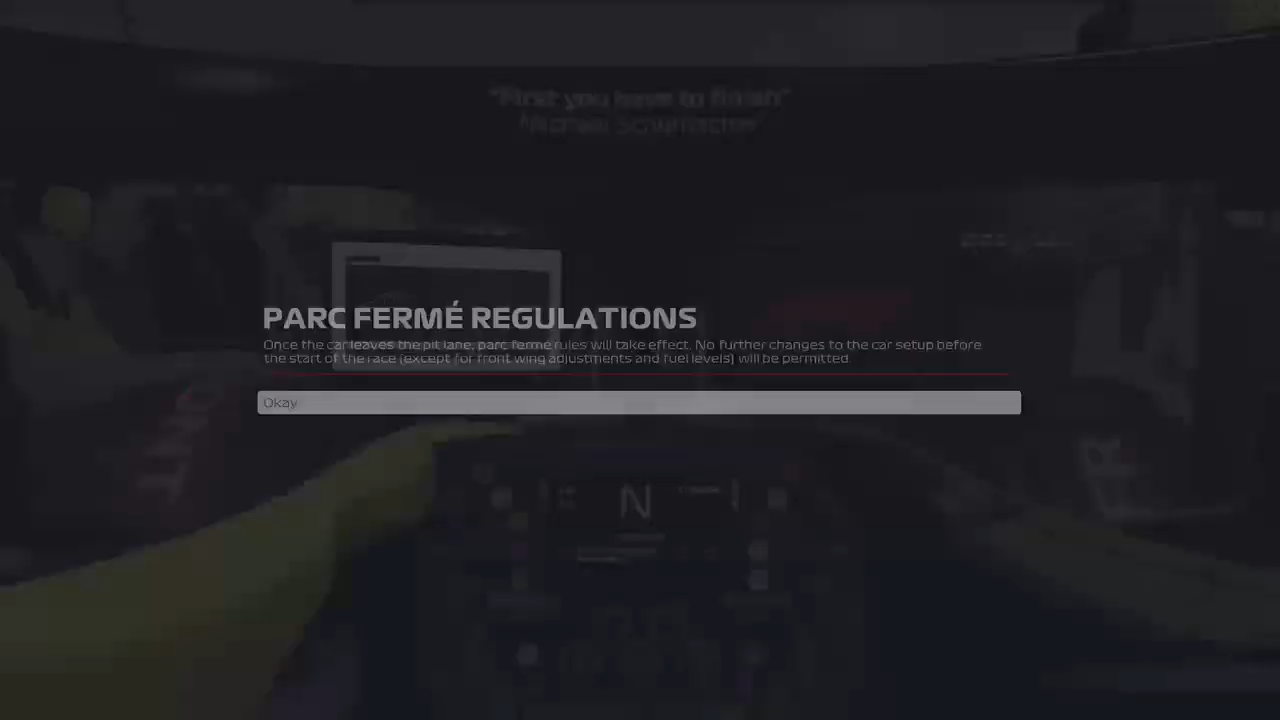 "First you have to finish"
Michael Schumacher
PARC FERMÉ REGULATIONS
Once the car leaves the pit lane, parc fermé rules will take effect. No further changes to the car setup before
the start of the race (except for front wing adjustments and fuel levels) will be permitted.
Okay
N